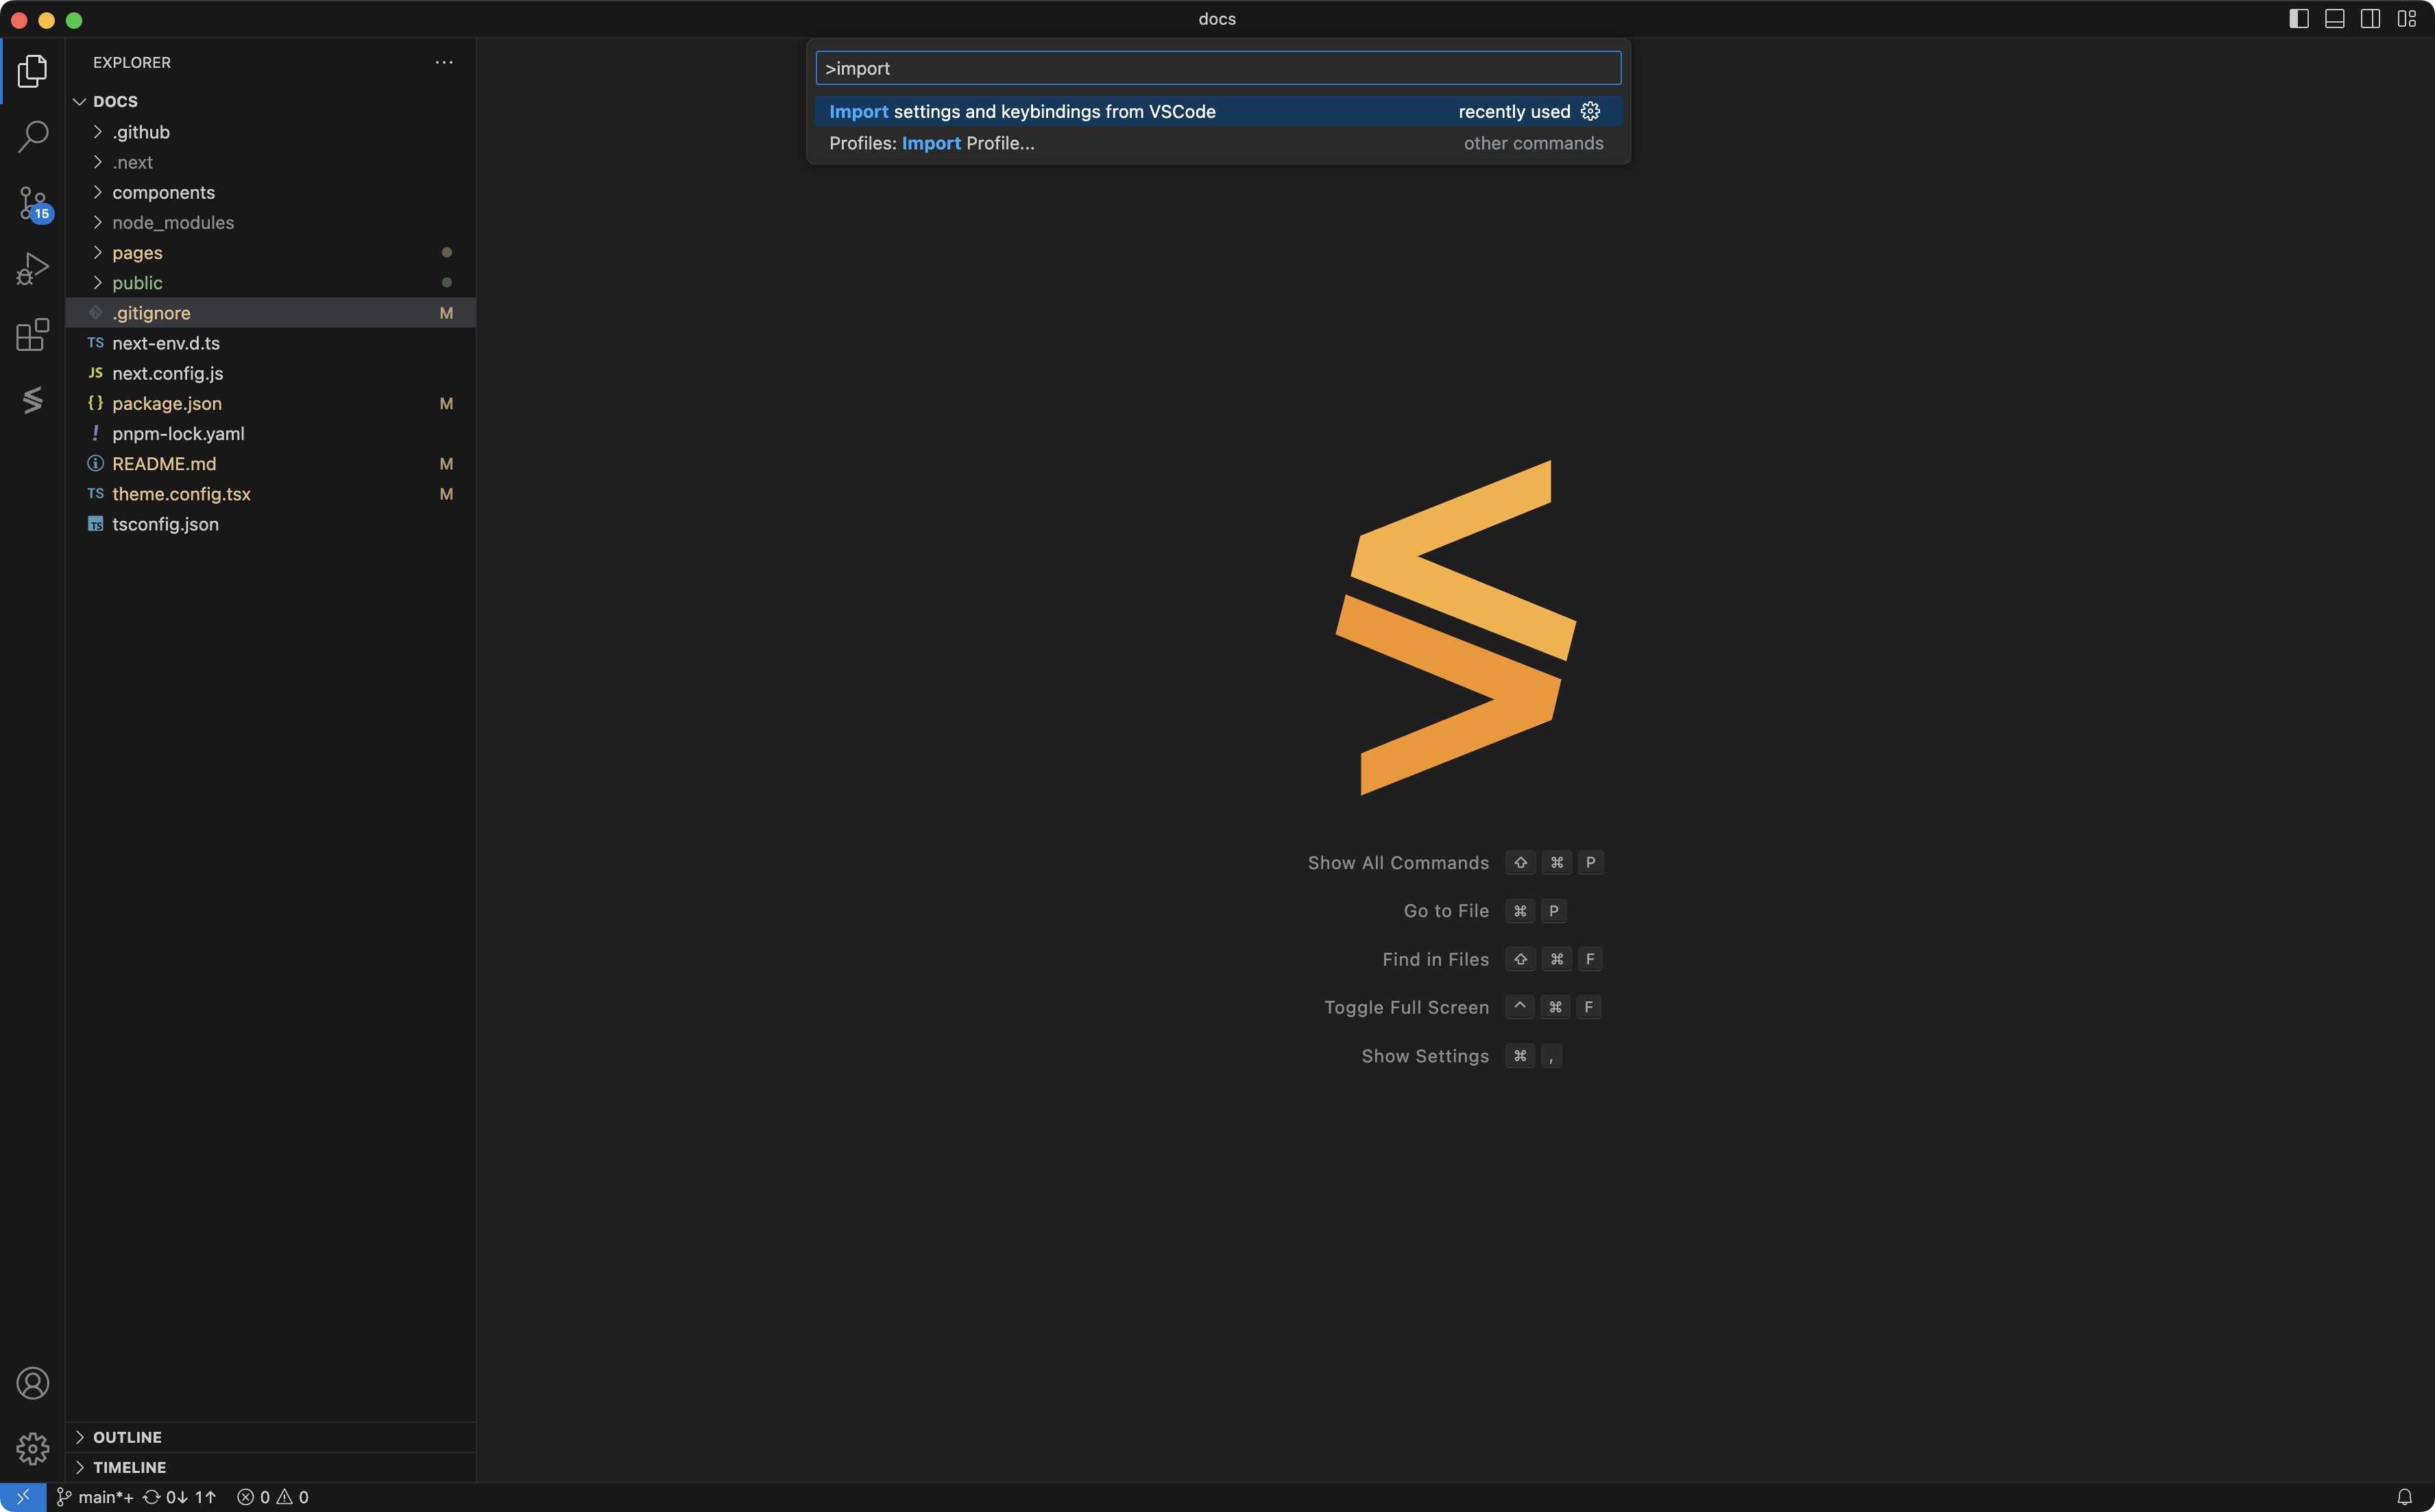 docs
EXPLORER
DOCS
.github
.next
components
node_modules
pages
public
.gitignore M
TS next-env.d.ts
JS next.config.js
{} package.json M
! pnpm-lock.yaml
README.md M
TS theme.config.tsx M
TS tsconfig.json
15
>import
Import settings and keybindings from VSCode recently used
Profiles: Import Profile... other commands
Show All Commands ⇧ ⌘ P
Go to File ⌘ P
Find in Files ⇧ ⌘ F
Toggle Full Screen ^ ⌘ F
Show Settings ⌘ ,
OUTLINE
TIMELINE
main*+ 0↓ 1↑ 0 0